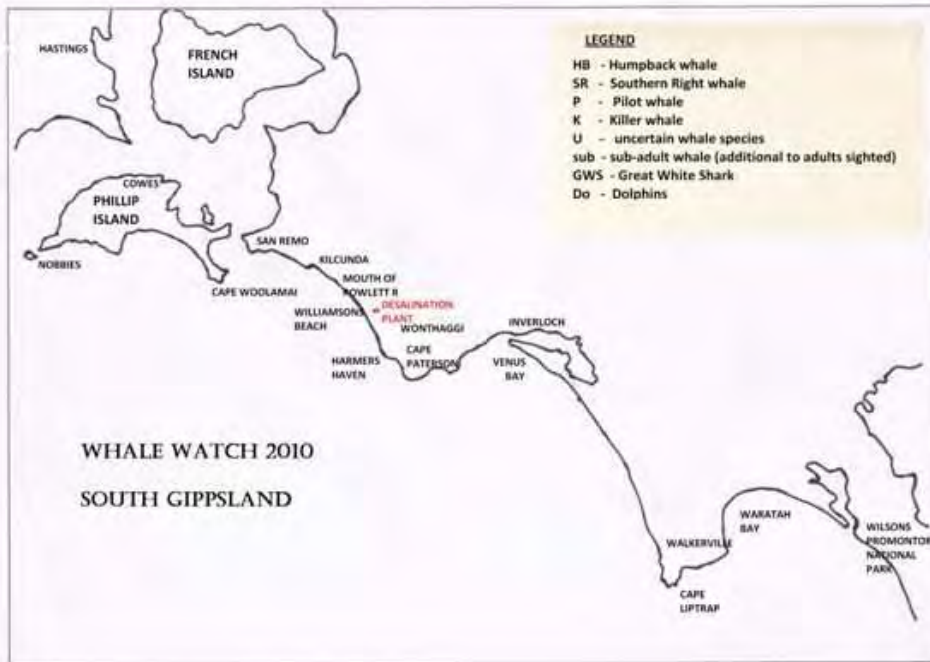 LEGEND
HB - Humpback whale
SR - Southern Right whale
P - Pilot whale
K - Killer whale
U - uncertain whale species
sub - sub-adult whale (additional to adults sighted)
GWS - Great White Shark
Do - Dolphins
HASTINGS
FRENCH
ISLAND
COWES
PHILLIP
ISLAND
NOBBIES
SAN REMO
CAPE WOOLAMAI
KILCUNDA
MOUTH OF
POWLETT R
DESALINATION
PLANT
WILLIAMSONS
BEACH
WONTHAGGI
HARMERS
HAVEN
CAPE
PATERSON
INVERLOCH
VENUS
BAY
WHALE WATCH 2010
SOUTH GIPPSLAND
WALKERVILLE
WARATAH
BAY
CAPE
LIPTRAP
WILSONS
PROMONTOR
NATIONAL
PARK